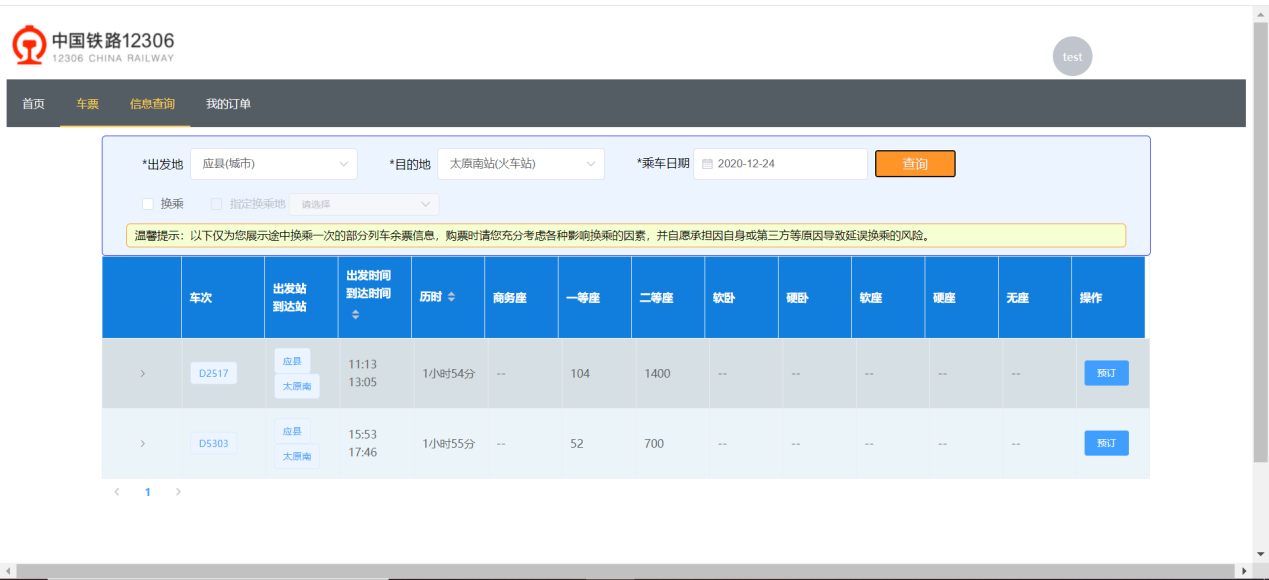 中国铁路12306
12306 CHINA RAILWAY
test
首页 车票 信息查询 我的订单
*出发地 应县(城市) *目的地 太原南站(火车站) *乘车日期 2020-12-24 查询
换乘 指定换乘地 请选择
温馨提示：以下仅为您展示途中换乘一次的部分列车余票信息，购票时请您充分考虑各种影响换乘的因素，并自愿承担因自身或第三方等原因导致延误换乘的风险。
车次 出发站 出发时间 历时 商务座 一等座 二等座 软卧 硬卧 软座 硬座 无座 操作
到达站 到达时间
D2517 应县 11:13 1小时54分 -- 104 1400 -- -- -- -- -- 预订
太原南 13:05
D5303 应县 15:53 1小时55分 -- 52 700 -- -- -- -- -- 预订
太原南 17:46
< 1 >